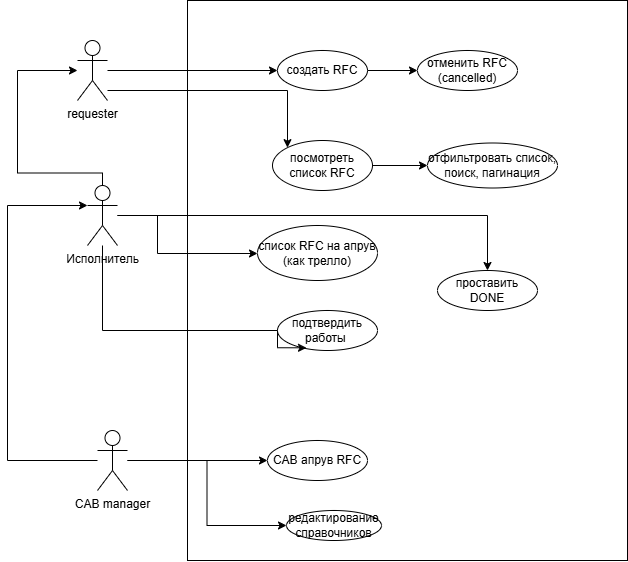 создать RFC
отменить RFC
(cancelled)
requester
посмотреть
список RFC
отфильтровать список,
поиск, пагинация
Исполнитель
список RFC на апрув
(как трелло)
проставить
DONE
подтвердить
работы
CAB апрув RFC
CAB manager
редактирование
справочников